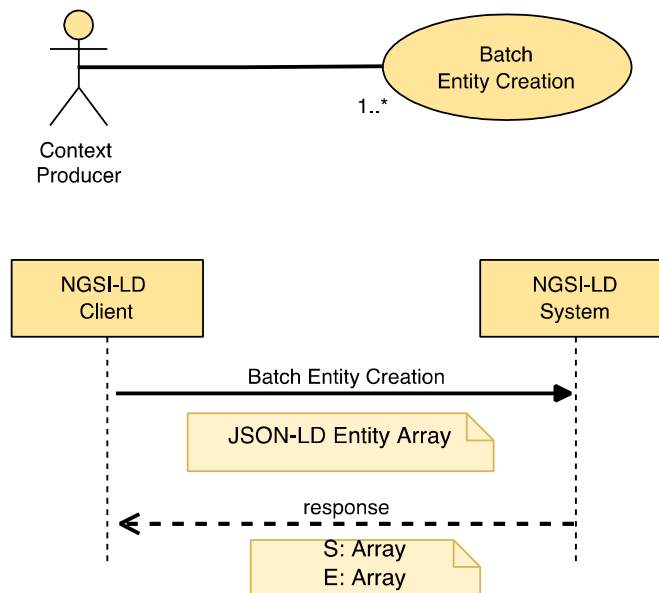 Batch
Entity Creation
1..*
Context
Producer
NGSI-LD
Client
NGSI-LD
System
Batch Entity Creation
JSON-LD Entity Array
response
S: Array
E: Array